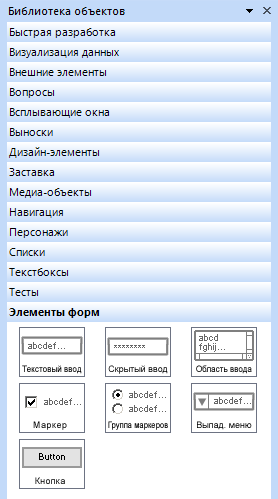 Библиотека объектов
Быстрая разработка
Визуализация данных
Внешние элементы
Вопросы
Всплывающие окна
Выноски
Дизайн-элементы
Заставка
Медиа-объекты
Навигация
Персонажи
Списки
Текстбоксы
Тесты
Элементы форм
abcdef... ******** abcd
fghij...
Текстовый ввод Скрытый ввод Область ввода
abcdef... abcdef... abcdef...
abcdef...
Маркер Группа маркеров Выпад. меню
Button
Кнопка